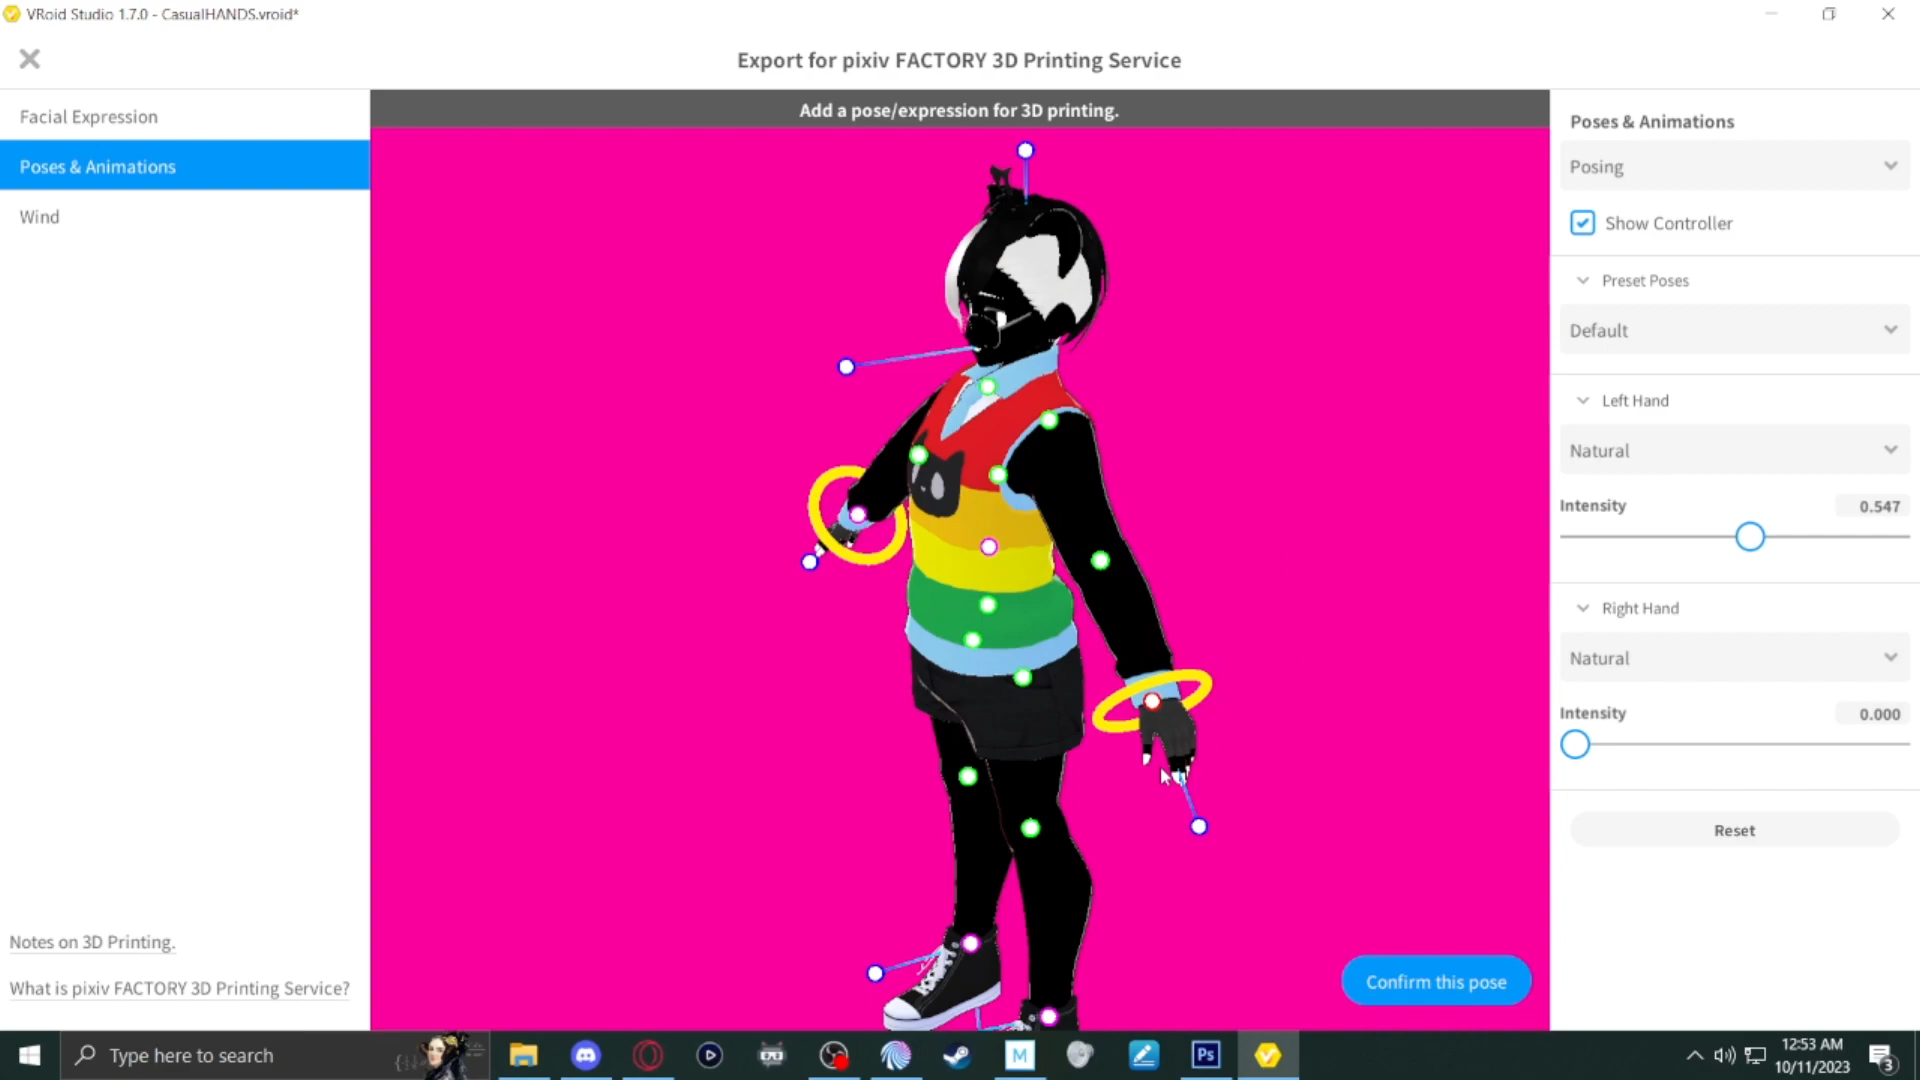 VRoid Studio 1.7.0 - CasualHANDS.vroid*
Export for pixiv FACTORY 3D Printing Service
Facial Expression
Poses & Animations
Wind
Notes on 3D Printing.
What is pixiv FACTORY 3D Printing Service?
Add a pose/expression for 3D printing.
Confirm this pose
Poses & Animations
Posing
Show Controller
Preset Poses
Default
Left Hand
Natural
Intensity 0.547
Right Hand
Natural
Intensity 0.000
Reset
Type here to search
M
Ps
12:53 AM
10/11/2023
3